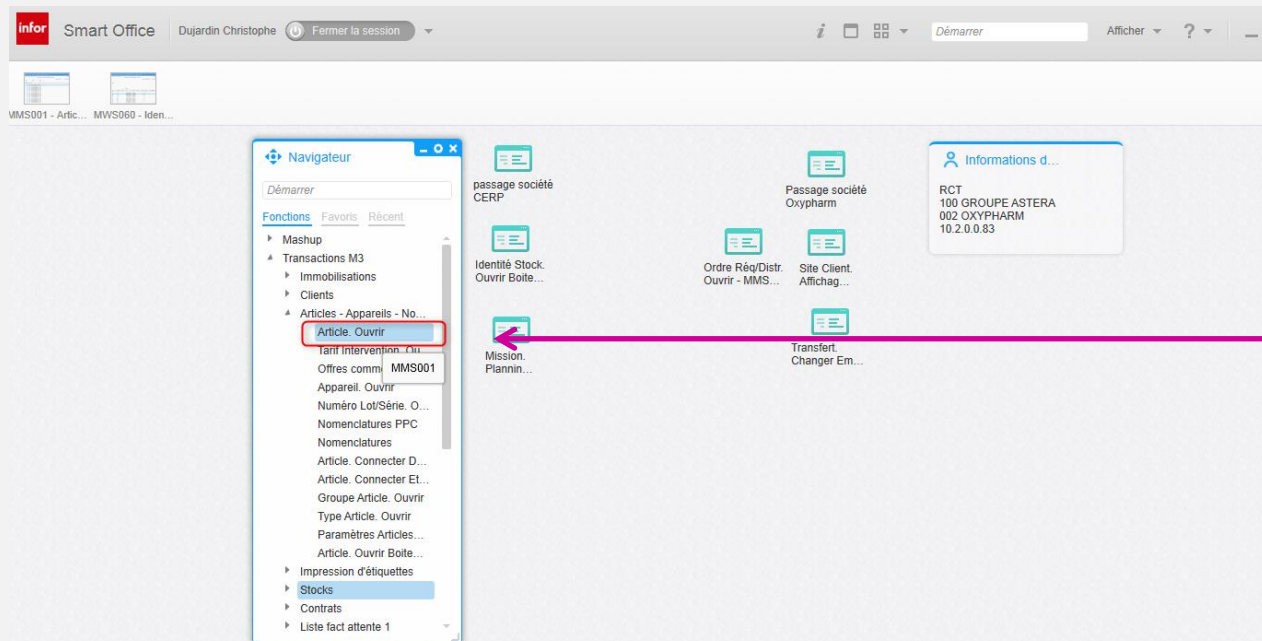 infor Smart Office Dujardin Christophe Fermer la session Démarrer Afficher ?
MMS001 - Artic... MWS060 - Iden...
Navigateur
Démarrer
Fonctions Favoris Récent
Mashup
Transactions M3
Immobilisations
Clients
Articles - Appareils - No...
Article. Ouvrir
Tarif Intervention. Ou...
Offres comm
MMS001
Appareil. Ouvrir
Numéro Lot/Série. O...
Nomenclatures PPC
Nomenclatures
Article. Connecter D...
Article. Connecter Et...
Groupe Article. Ouvrir
Type Article. Ouvrir
Paramètres Articles...
Article. Ouvrir Boite...
Impression d'étiquettes
Stocks
Contrats
Liste fact attente 1
passage société
CERP
Identité Stock.
Ouvrir Boite...
Mission.
Plannin...
Passage société
Oxypharm
Ordre Réq/Distr.
Ouvrir - MMS...
Site Client.
Affichag...
Transfert.
Changer Em...
Informations d...
RCT
100 GROUPE ASTERA
002 OXYPHARM
10.2.0.0.83